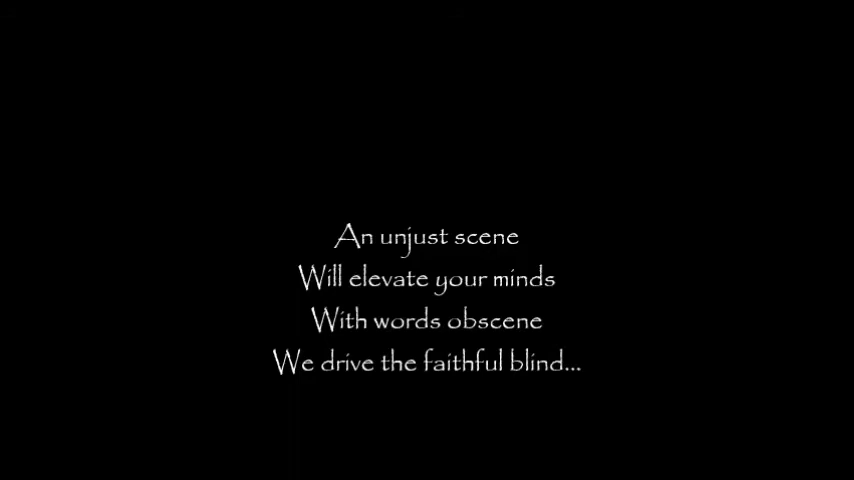 An unjust scene
Will elevate your minds
With words obscene
We drive the faithful blind...